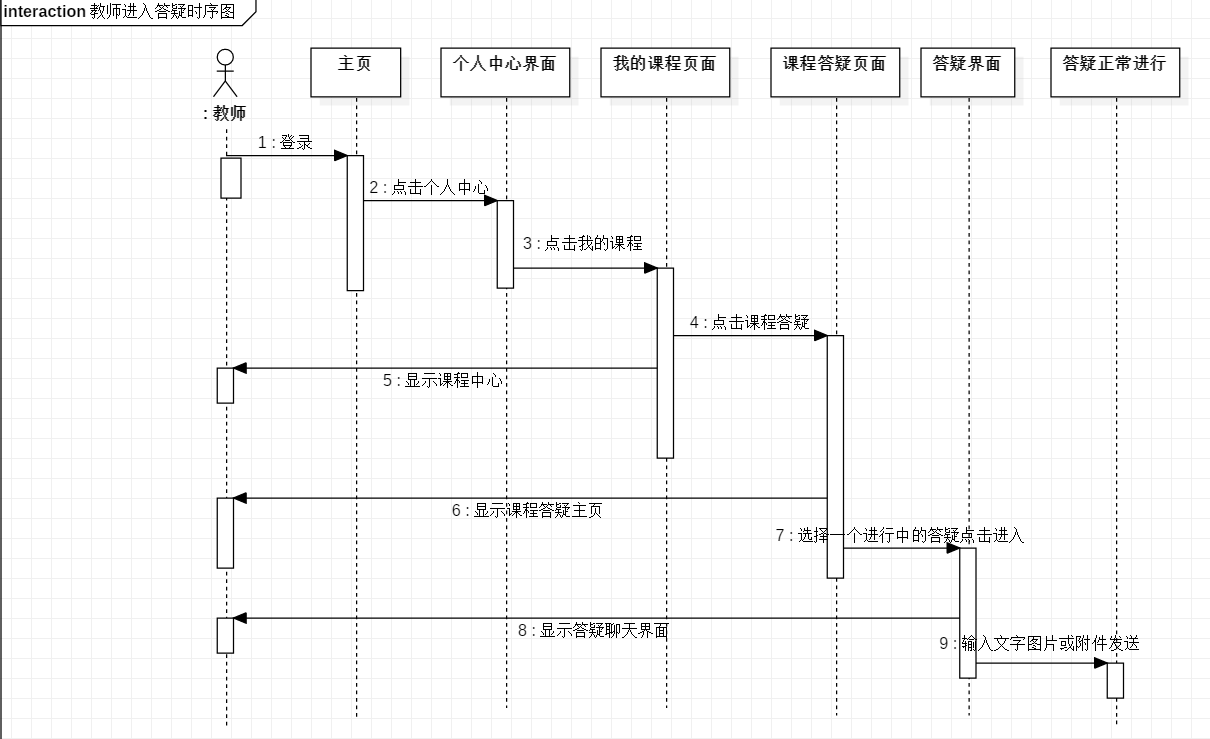 interaction 教师进入答疑时序图
主页
个人中心界面
我的课程页面
课程答疑页面
答疑界面
答疑正常进行
: 教师
1 : 登录
2 : 点击个人中心
3 : 点击我的课程
4 : 点击课程答疑
5 : 显示课程中心
6 : 显示课程答疑主页
7 : 选择一个进行中的答疑点击进入
8 : 显示答疑聊天界面
9 : 输入文字图片或附件发送